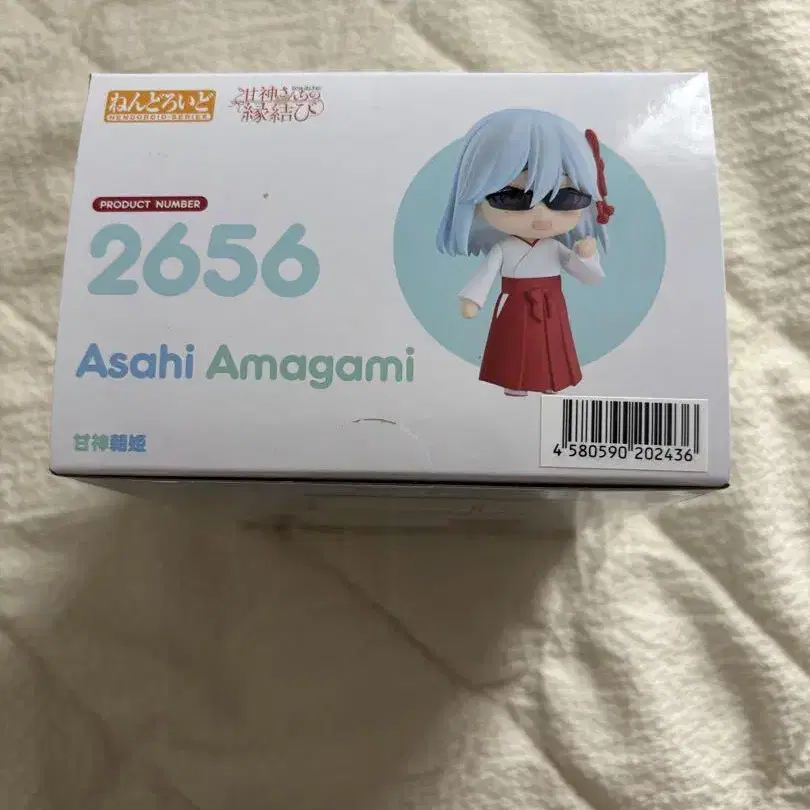 ねんどろいど
NENDOROID SERIES
甘神さんちの
縁結び
PRODUCT NUMBER
2656
Asahi Amagami
甘神朝姫
4 580590 202436